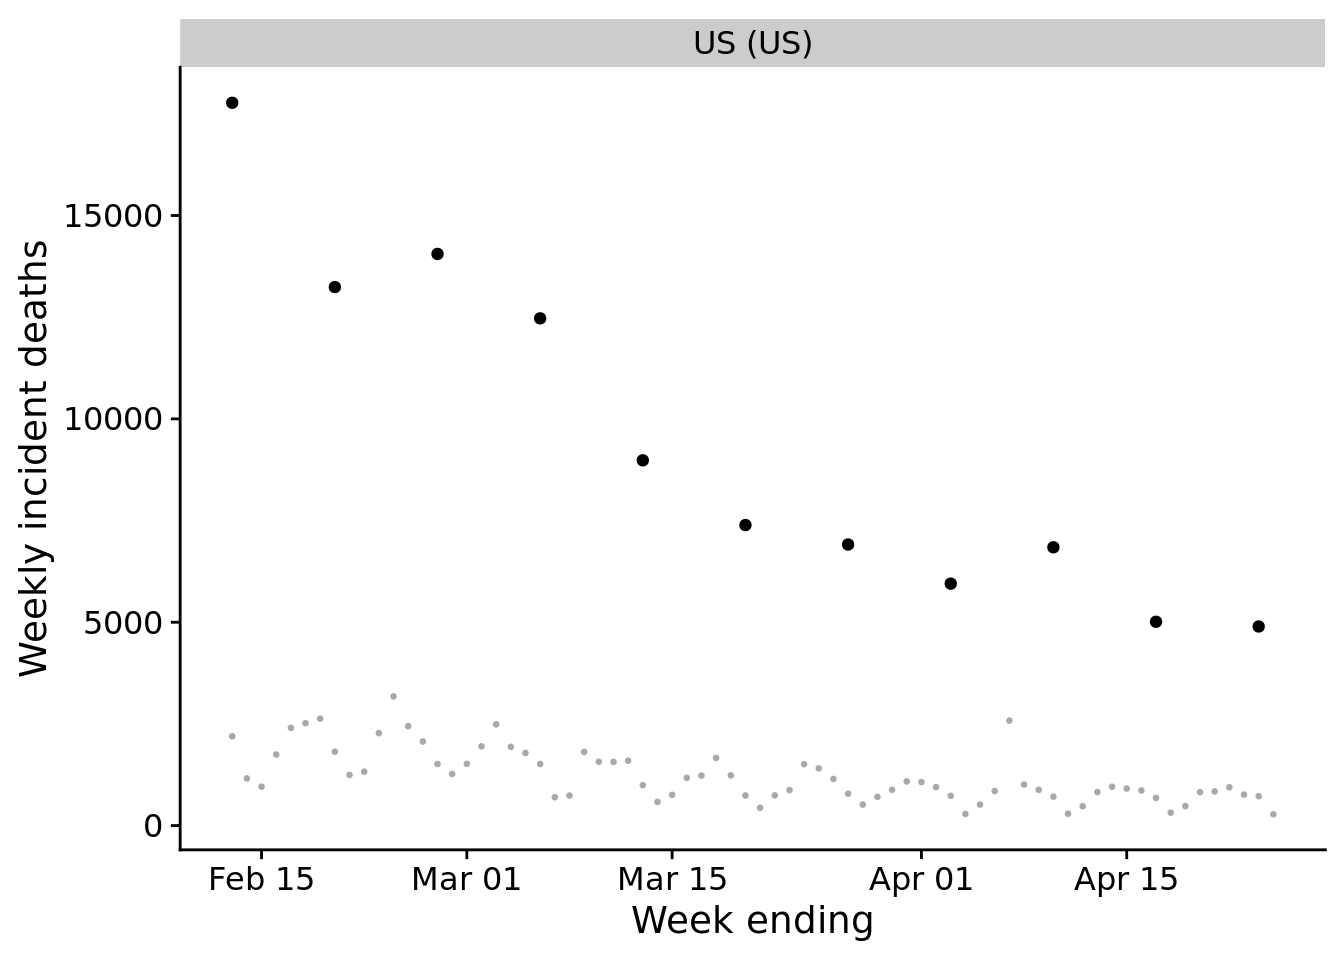 US (US)
Weekly incident deaths
15000
10000
5000
0
Feb 15 Mar 01 Mar 15 Apr 01 Apr 15
Week ending